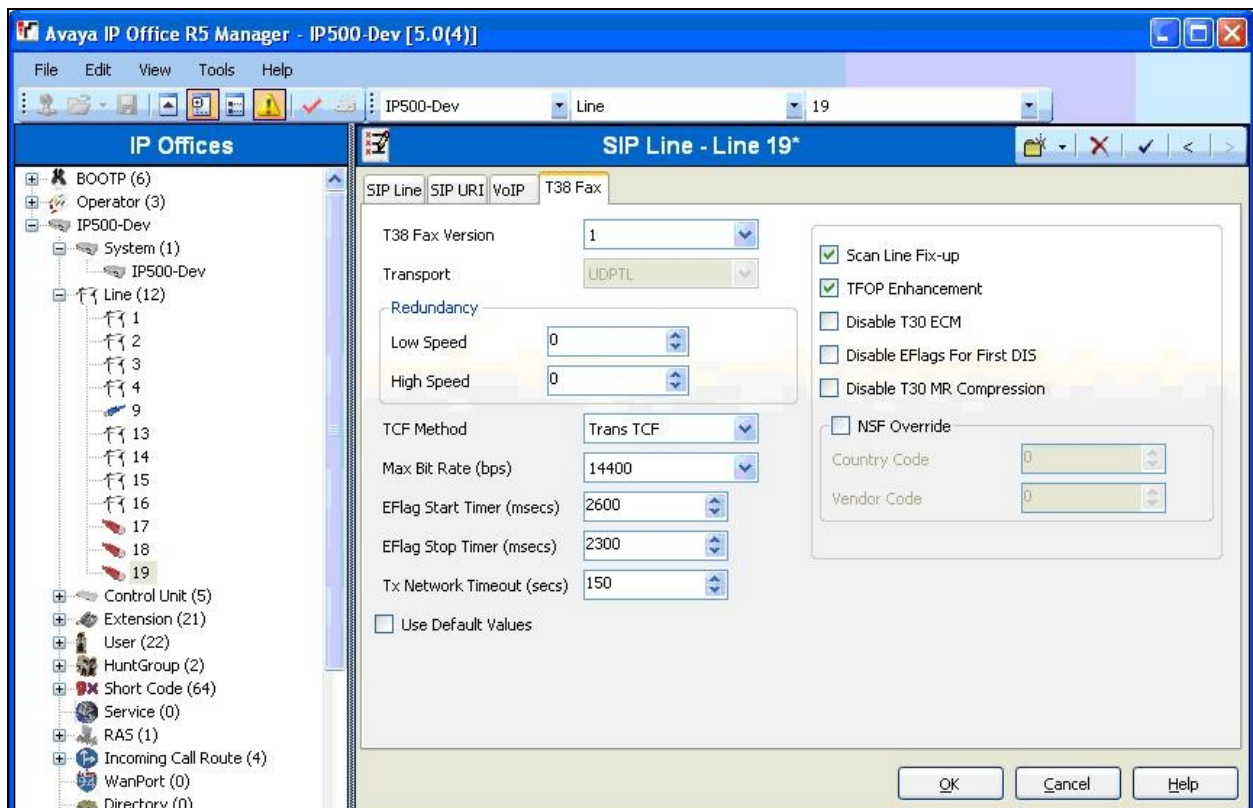 Avaya IP Office R5 Manager - IP500-Dev [5.0(4)]
File Edit View Tools Help
IP500-Dev Line 19
IP Offices
BOOTP (6)
Operator (3)
IP500-Dev
System (1)
IP500-Dev
Line (12)
1
2
3
4
9
13
14
15
16
17
18
19
Control Unit (5)
Extension (21)
User (22)
HuntGroup (2)
Short Code (64)
Service (0)
RAS (1)
Incoming Call Route (4)
WanPort (0)
Directory (0)
SIP Line - Line 19*
SIP Line SIP URI VoIP T38 Fax
T38 Fax Version 1
Transport UDPTL
Redundancy
Low Speed 0
High Speed 0
TCF Method Trans TCF
Max Bit Rate (bps) 14400
EFlag Start Timer (msecs) 2600
EFlag Stop Timer (msecs) 2300
Tx Network Timeout (secs) 150
Use Default Values
Scan Line Fix-up
TFOP Enhancement
Disable T30 ECM
Disable EFlags For First DIS
Disable T30 MR Compression
NSF Override
Country Code 0
Vendor Code 0
OK Cancel Help